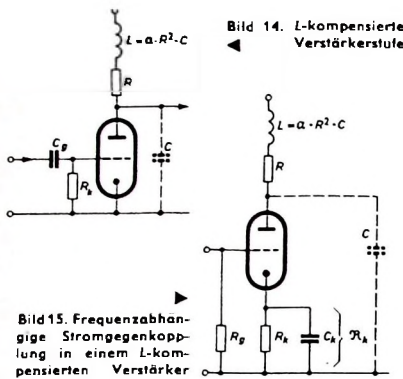 Bild 14. L-kompensierte
Verstärkerstufe
L=a·R²·C
R
C_g
R_k
C
L=a·R²·C
R
C
R_g
R_k
C_k
ℜ_k
Bild 15. Frequenzabhän-
gige Stromgegenkopp-
lung in einem L-kom-
pensierten Verstärker